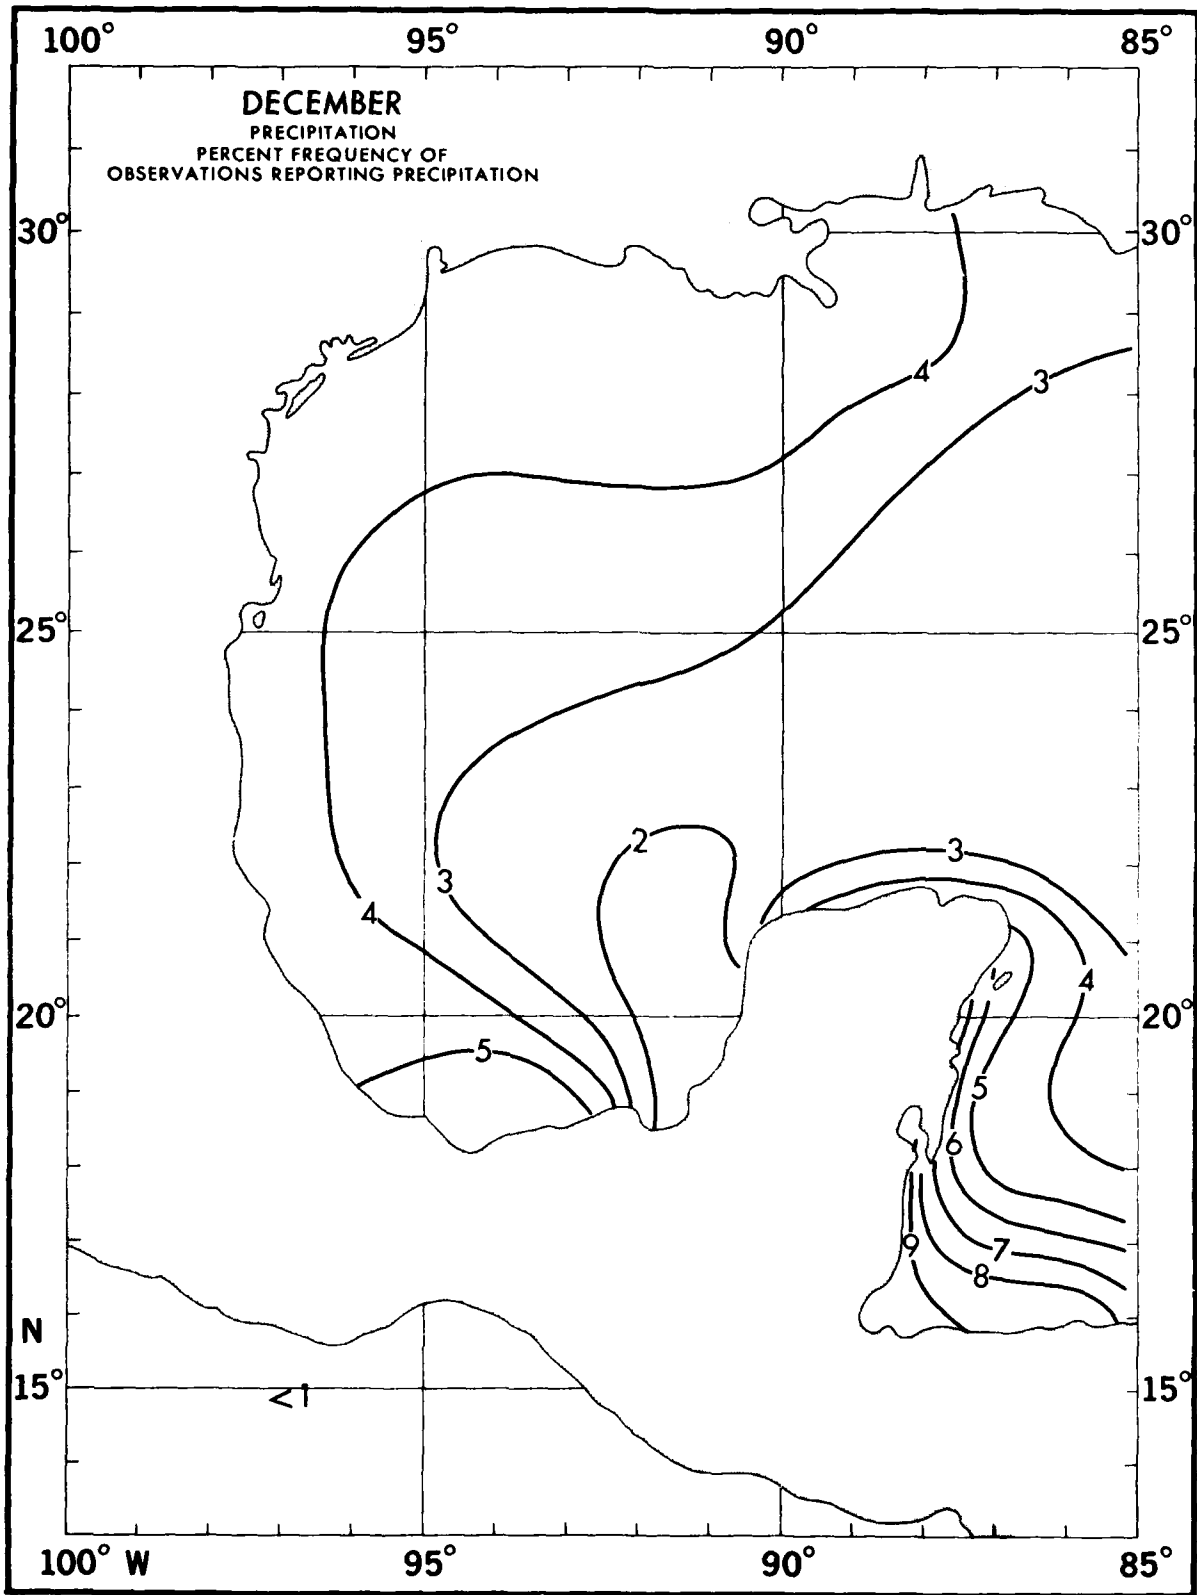 100° 95° 90° 85°
DECEMBER
PRECIPITATION
PERCENT FREQUENCY OF
OBSERVATIONS REPORTING PRECIPITATION
30° 30°
4
3
25° 25°
2
3
3
4
4
20° 20°
5
5
6
9
7
8
N
15° 15°
<1
100° W 95° 90° 85°